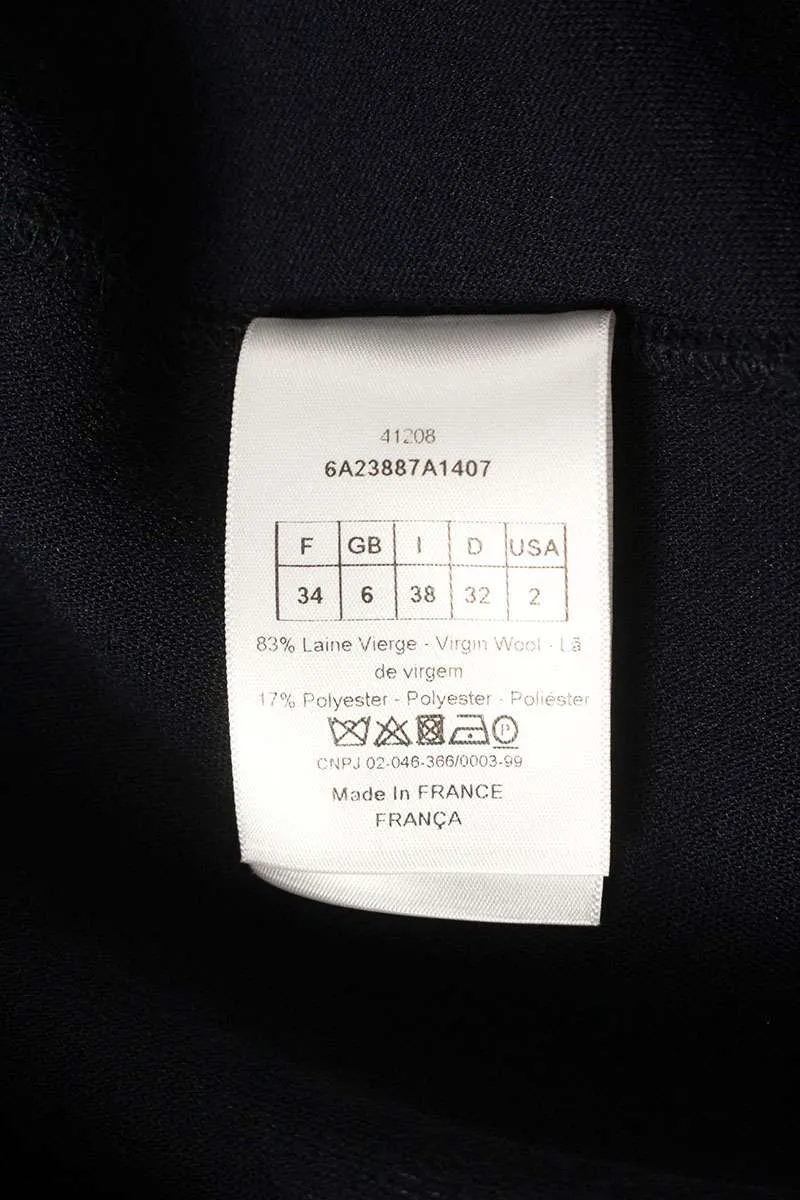 41208
6A23887A1407
F GB I D USA
34 6 38 32 2
83% Laine Vierge - Virgin Wool - Lã
de virgem
17% Polyester - Polyester - Poliéster
P
CNPJ 02-046-366/0003-99
Made In FRANCE
FRANÇA